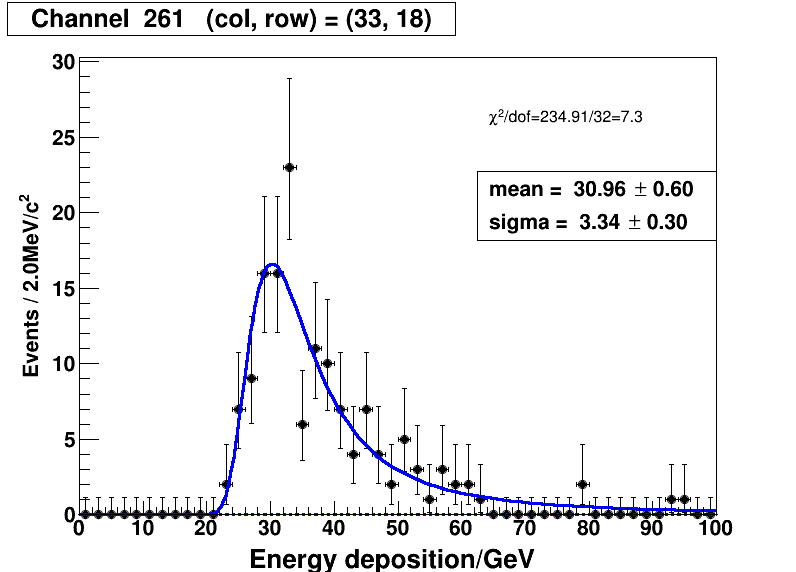 Channel 261 (col, row) = (33, 18)
χ²/dof=234.91/32=7.3
mean = 30.96 ± 0.60
sigma = 3.34 ± 0.30
Events / 2.0MeV/c²
30
25
20
15
10
5
0
0 10 20 30 40 50 60 70 80 90 100
Energy deposition/GeV